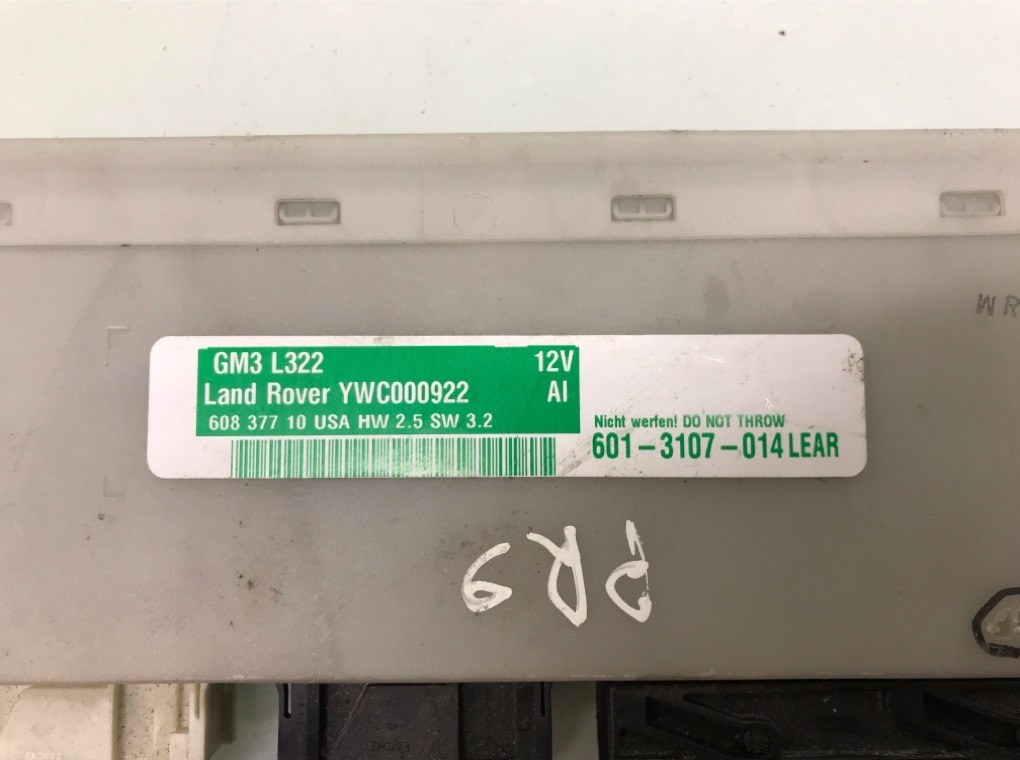 WR
GM3 L322 12V
Land Rover YWC000922 AI
608 377 10 USA HW 2.5 SW 3.2
Nicht werfen! DO NOT THROW
601-3107-014 LEAR